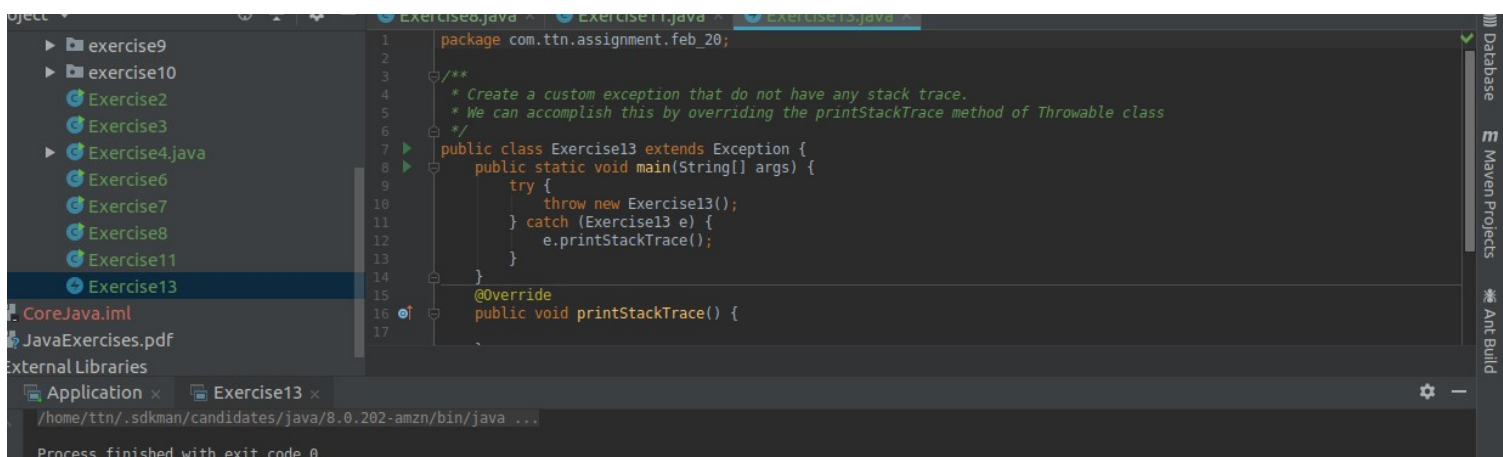 Exercise8.java × Exercise11.java × Exercise13.java ×
exercise9
exercise10
Exercise2
Exercise3
Exercise4.java
Exercise6
Exercise7
Exercise8
Exercise11
Exercise13
CoreJava.iml
JavaExercises.pdf
External Libraries
1 package com.ttn.assignment.feb_20;
2
3 /**
4 * Create a custom exception that do not have any stack trace.
5 * We can accomplish this by overriding the printStackTrace method of Throwable class
6 */
7 public class Exercise13 extends Exception {
8 public static void main(String[] args) {
9 try {
10 throw new Exercise13();
11 } catch (Exercise13 e) {
12 e.printStackTrace();
13 }
14 }
15 @Override
16 public void printStackTrace() {
17
Database
m Maven Projects
Ant Build
Application × Exercise13 ×
/home/ttn/.sdkman/candidates/java/8.0.202-amzn/bin/java ...
Process finished with exit code 0